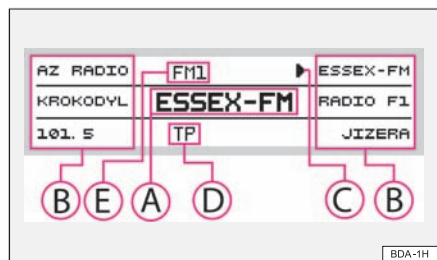 AZ RADIO FM1 ESSEX-FM
KROKODYL ESSEX-FM RADIO F1
101.5 TP JIZERA
B E A D C B
BDA-1H